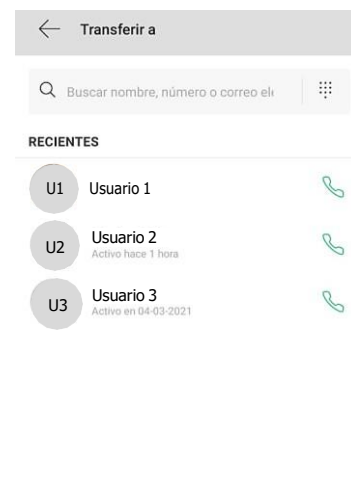 Transferir a
Buscar nombre, número o correo ele
RECIENTES
U1
Usuario 1
U2
Usuario 2
Activo hace 1 hora
U3
Usuario 3
Activo en 04-03-2021